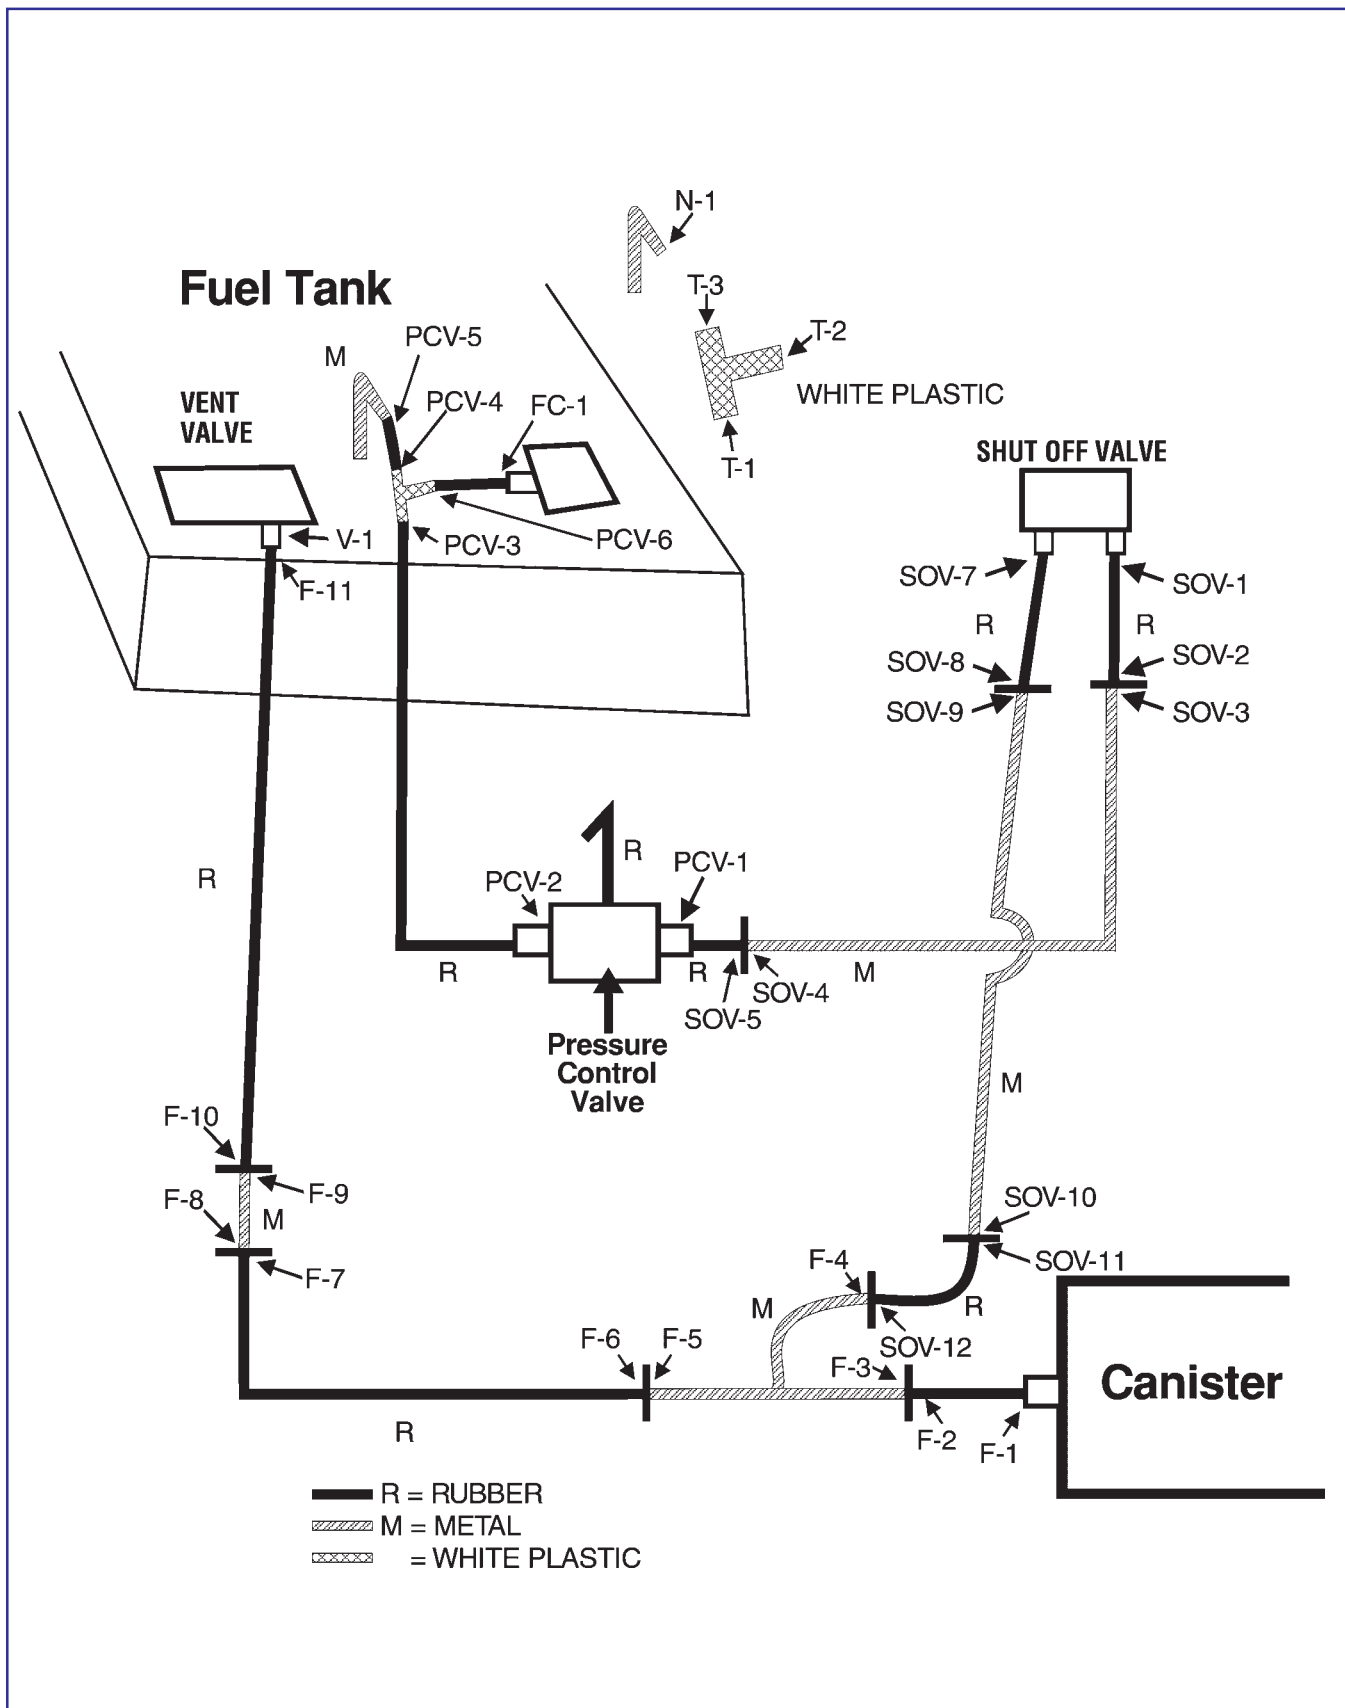 N-1
Fuel Tank
T-3
M
PCV-5
T-2
VENT
VALVE
PCV-4
FC-1
WHITE PLASTIC
T-1
SHUT OFF VALVE
V-1
PCV-3
PCV-6
F-11
SOV-7
SOV-1
R
R
SOV-8
SOV-2
SOV-9
SOV-3
R
R
PCV-2
PCV-1
R
R
SOV-5
SOV-4
M
Pressure
Control
Valve
M
F-10
F-9
F-8
M
F-7
SOV-10
SOV-11
F-4
M
R
SOV-12
F-6
F-5
F-3
Canister
F-2
F-1
R
R = RUBBER
M = METAL
= WHITE PLASTIC